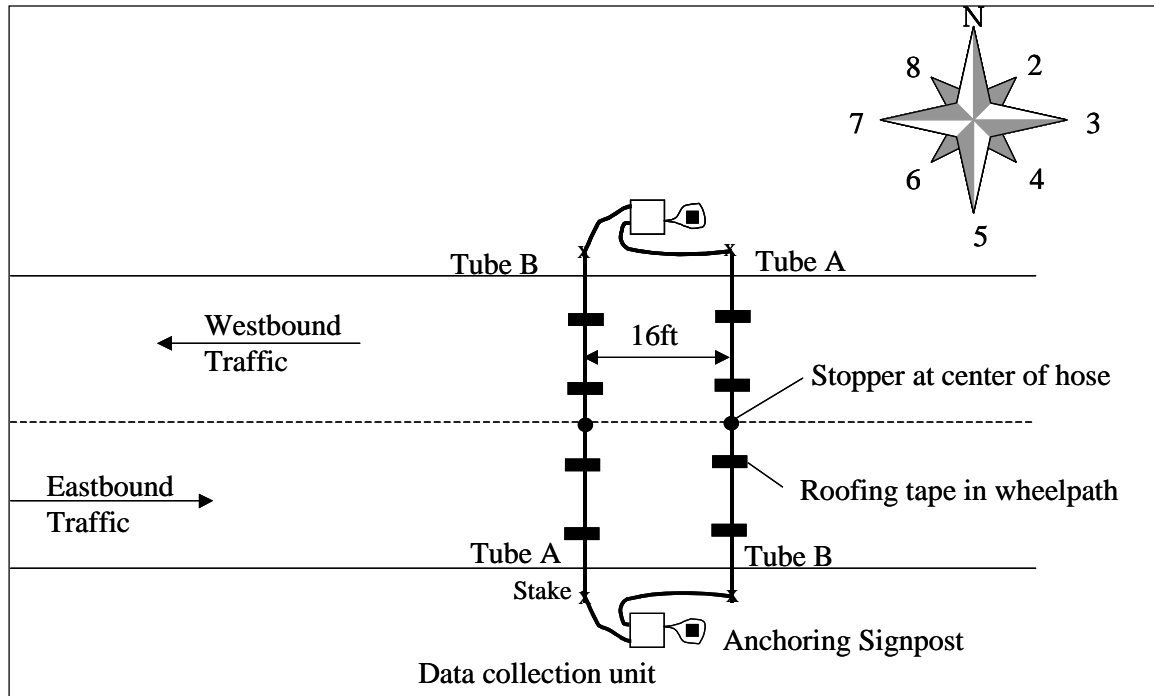 N
8
2
7
3
6
4
5
x
x
Tube B
Tube A
Westbound
Traffic
16ft
Stopper at center of hose
Eastbound
Traffic
Roofing tape in wheelpath
Tube A
Tube B
Stake
x
x
Anchoring Signpost
Data collection unit